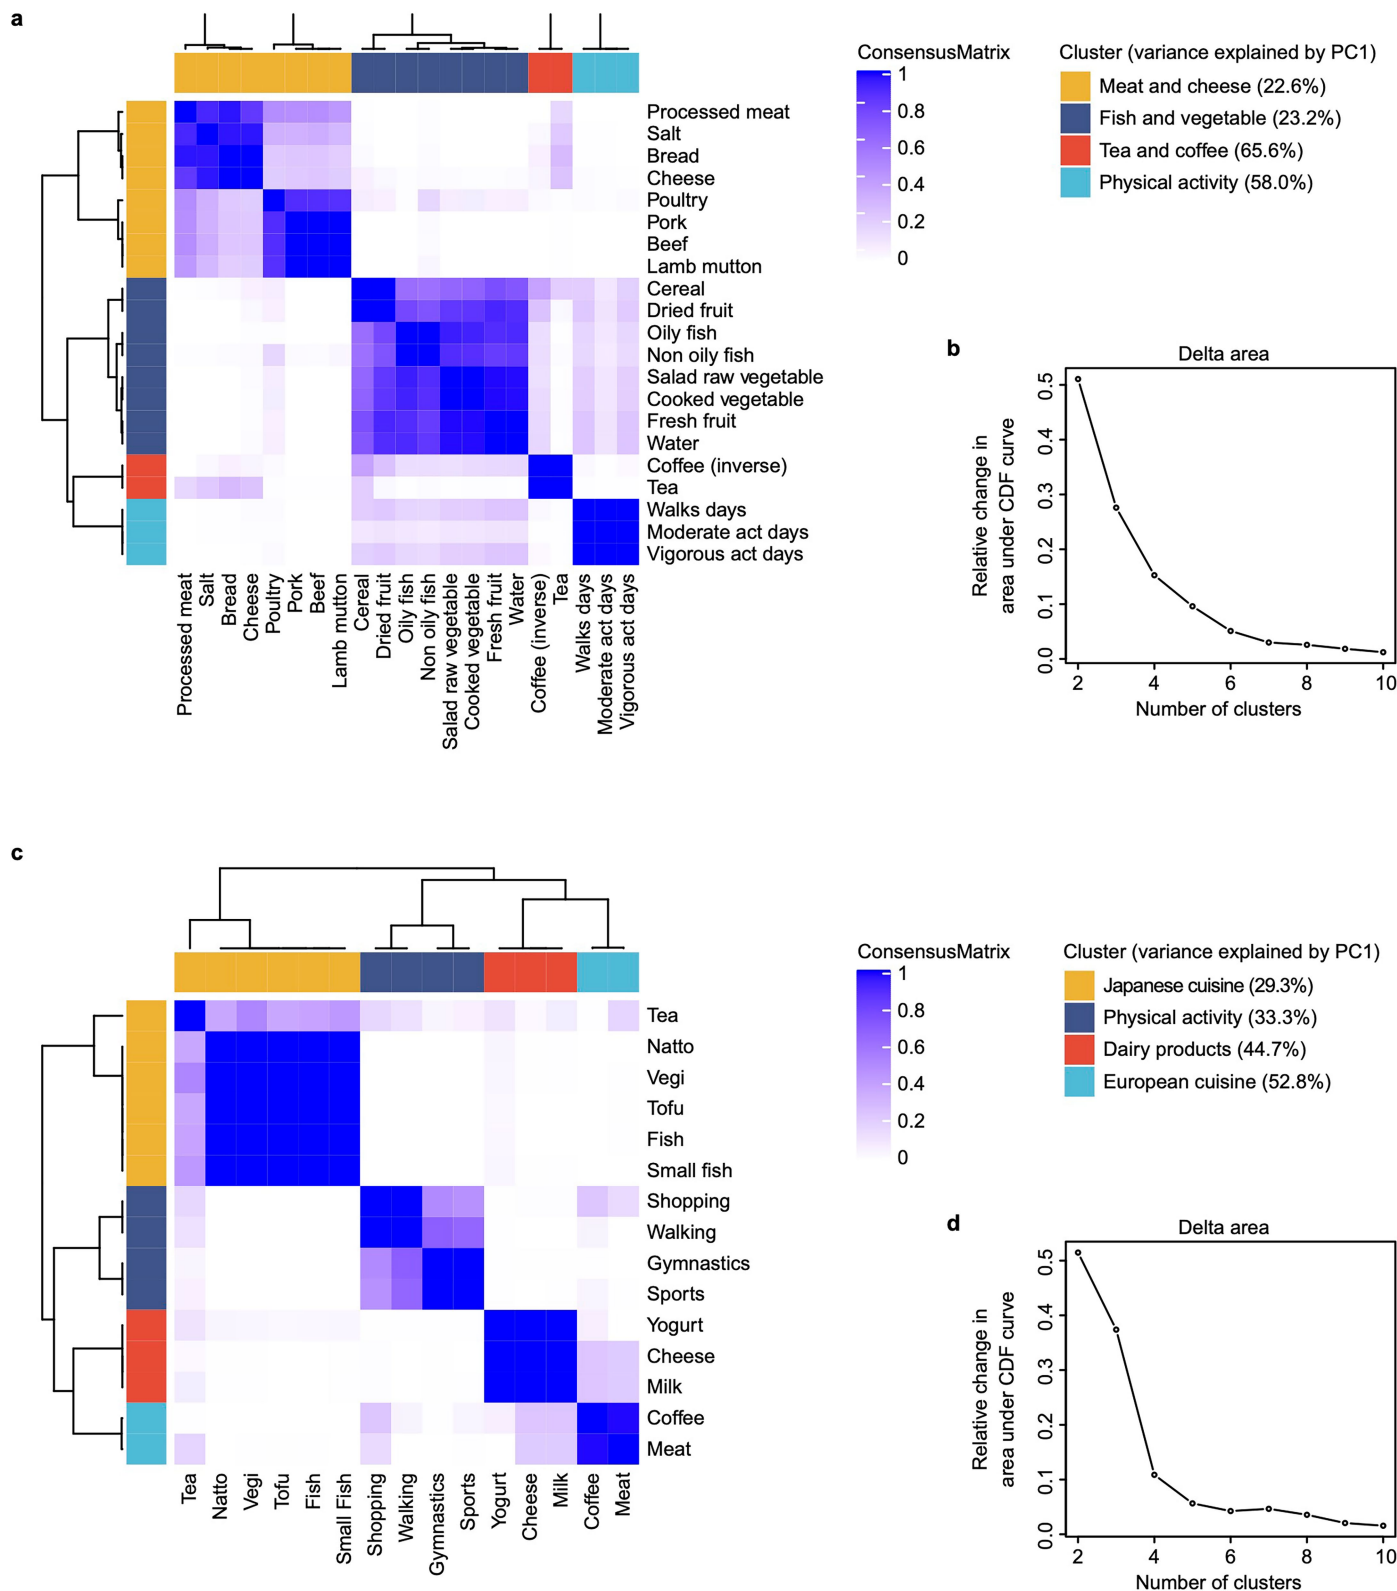 a
ConsensusMatrix
1
0.8
0.6
0.4
0.2
0
Cluster (variance explained by PC1)
Meat and cheese (22.6%)
Fish and vegetable (23.2%)
Tea and coffee (65.6%)
Physical activity (58.0%)
Processed meat
Salt
Bread
Cheese
Poultry
Pork
Beef
Lamb mutton
Cereal
Dried fruit
Oily fish
Non oily fish
Salad raw vegetable
Cooked vegetable
Fresh fruit
Water
Coffee (inverse)
Tea
Walks days
Moderate act days
Vigorous act days
Processed meat
Salt
Bread
Cheese
Poultry
Pork
Beef
Lamb mutton
Cereal
Dried fruit
Oily fish
Non oily fish
Salad raw vegetable
Cooked vegetable
Fresh fruit
Water
Coffee (inverse)
Tea
Walks days
Moderate act days
Vigorous act days
b
Delta area
Relative change in
area under CDF curve
0.5
0.4
0.3
0.2
0.1
0.0
2 4 6 8 10
Number of clusters
c
ConsensusMatrix
1
0.8
0.6
0.4
0.2
0
Cluster (variance explained by PC1)
Japanese cuisine (29.3%)
Physical activity (33.3%)
Dairy products (44.7%)
European cuisine (52.8%)
Tea
Natto
Vegi
Tofu
Fish
Small fish
Shopping
Walking
Gymnastics
Sports
Yogurt
Cheese
Milk
Coffee
Meat
Tea
Natto
Vegi
Tofu
Fish
Small Fish
Shopping
Walking
Gymnastics
Sports
Yogurt
Cheese
Milk
Coffee
Meat
d
Delta area
Relative change in
area under CDF curve
0.5
0.4
0.3
0.2
0.1
0.0
2 4 6 8 10
Number of clusters